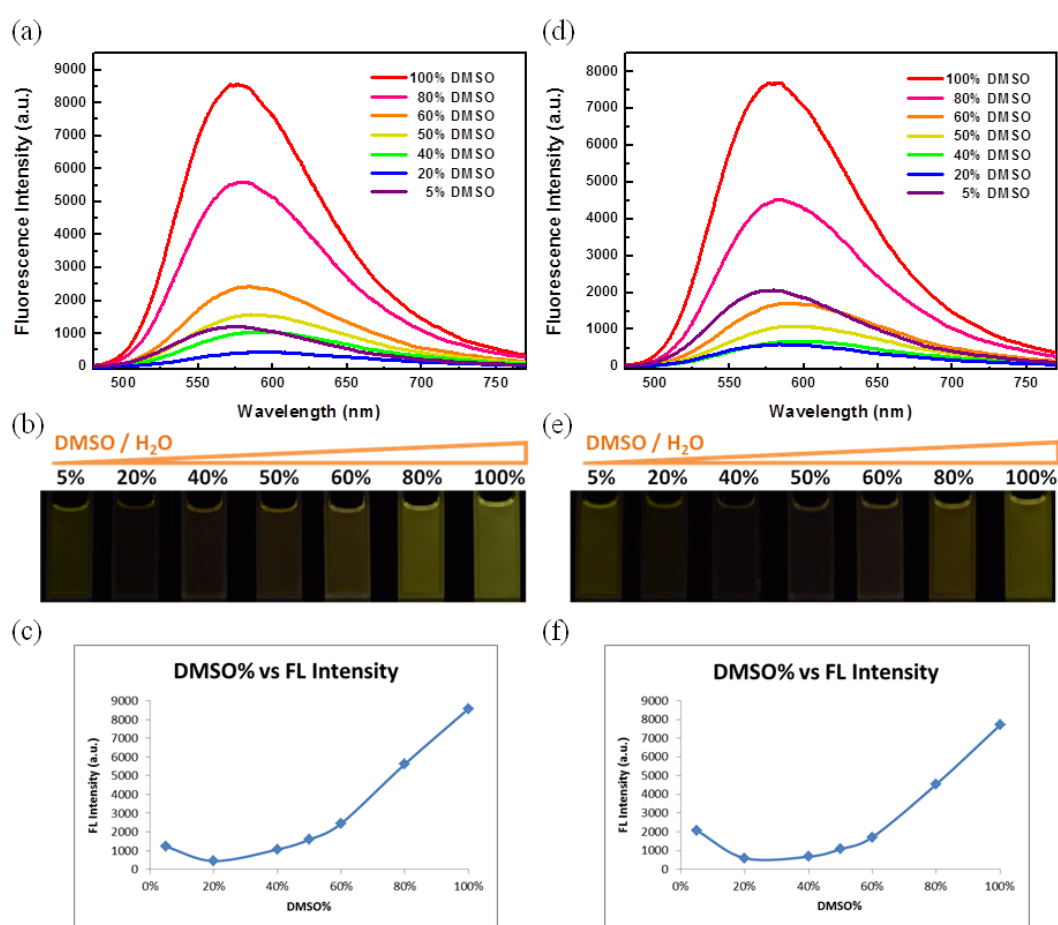 (a)
Fluorescence Intensity (a.u.)
9000
8000
7000
6000
5000
4000
3000
2000
1000
0
100% DMSO
80% DMSO
60% DMSO
50% DMSO
40% DMSO
20% DMSO
5% DMSO
500 550 600 650 700 750
Wavelength (nm)
(d)
Fluorescence Intensity (a.u.)
8000
7000
6000
5000
4000
3000
2000
1000
0
100% DMSO
80% DMSO
60% DMSO
50% DMSO
40% DMSO
20% DMSO
5% DMSO
500 550 600 650 700 750
Wavelength (nm)
(b)
DMSO / H₂O
5% 20% 40% 50% 60% 80% 100%
(e)
DMSO / H₂O
5% 20% 40% 50% 60% 80% 100%
(c)
DMSO% vs FL Intensity
FL Intensity (a.u.)
9000
8000
7000
6000
5000
4000
3000
2000
1000
0
0% 20% 40% 60% 80% 100%
DMSO%
(f)
DMSO% vs FL Intensity
FL Intensity (a.u.)
9000
8000
7000
6000
5000
4000
3000
2000
1000
0
0% 20% 40% 60% 80% 100%
DMSO%